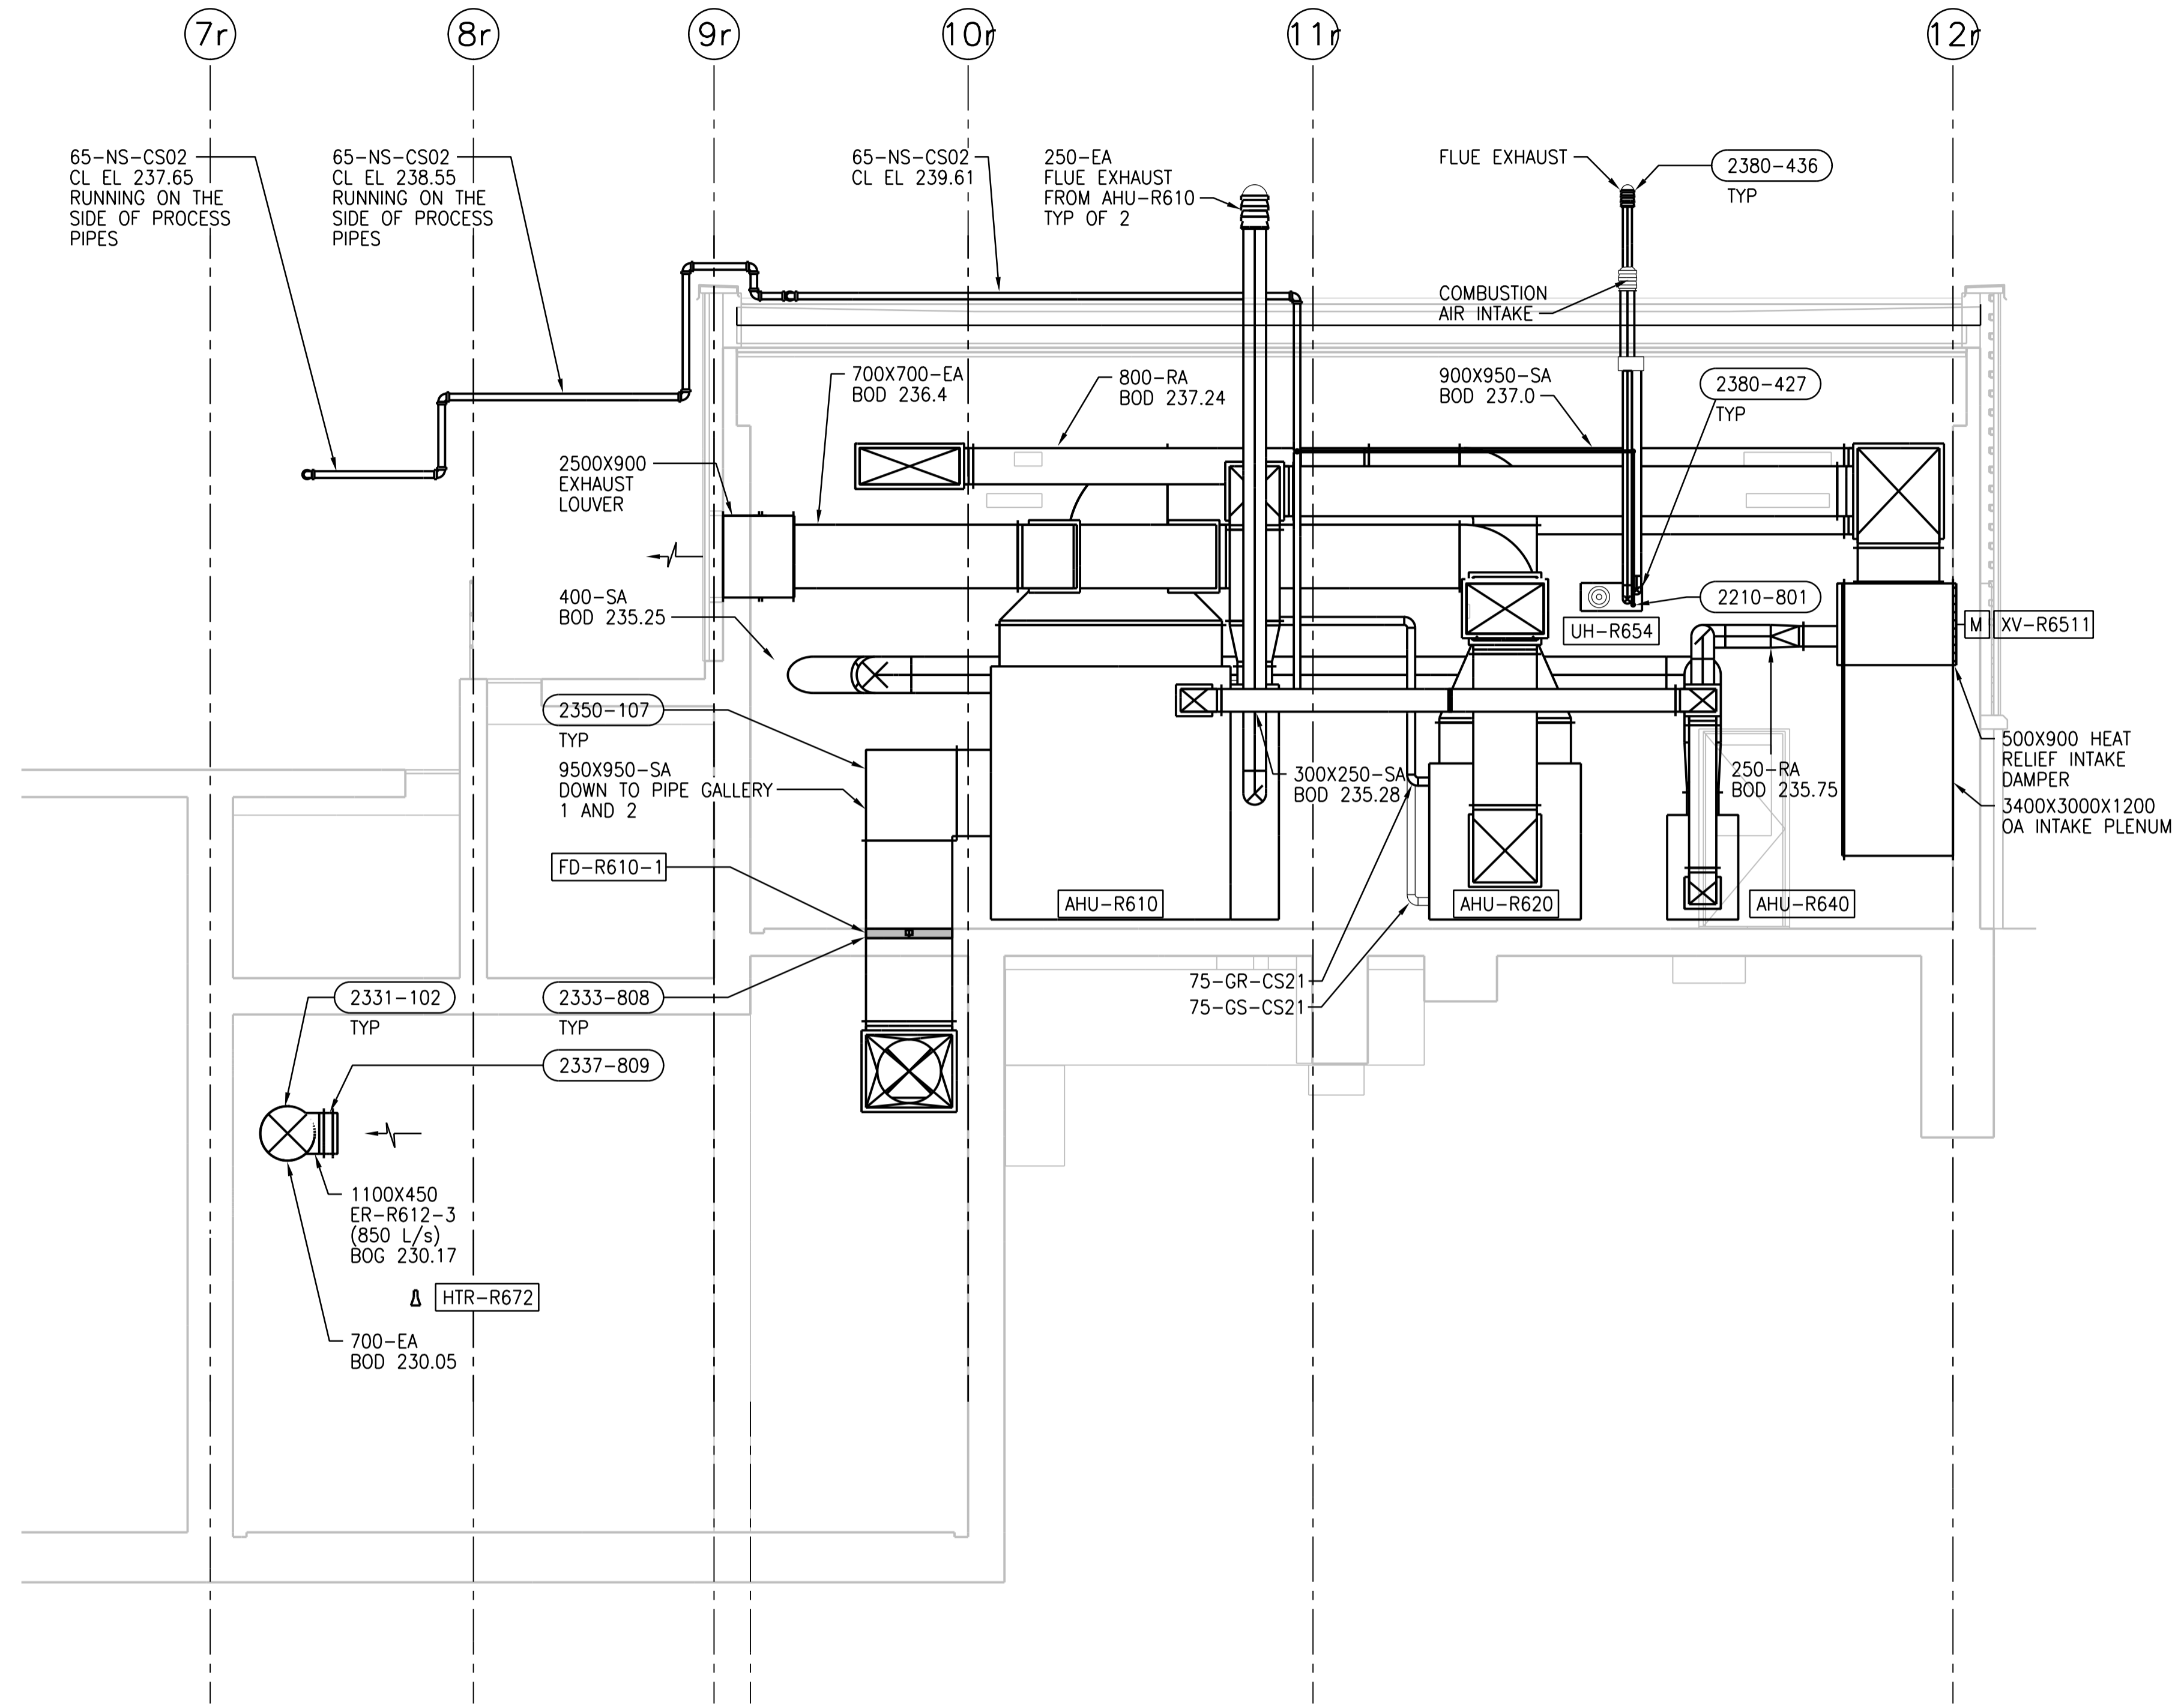 7r
8r
9r
10r
11r
12r
65-NS-CS02
CL EL 237.65
RUNNING ON THE
SIDE OF PROCESS
PIPES
65-NS-CS02
CL EL 238.55
RUNNING ON THE
SIDE OF PROCESS
PIPES
65-NS-CS02
CL EL 239.61
250-EA
FLUE EXHAUST
FROM AHU-R610
TYP OF 2
FLUE EXHAUST
2380-436
TYP
COMBUSTION
AIR INTAKE
700X700-EA
BOD 236.4
800-RA
BOD 237.24
900X950-SA
BOD 237.0
2380-427
TYP
2500X900
EXHAUST
LOUVER
400-SA
BOD 235.25
2210-801
UH-R654
M
XV-R6511
2350-107
TYP
950X950-SA
DOWN TO PIPE GALLERY
1 AND 2
300X250-SA
BOD 235.28
250-RA
BOD 235.75
500X900 HEAT
RELIEF INTAKE
DAMPER
3400X3000X1200
OA INTAKE PLENUM
FD-R610-1
AHU-R610
AHU-R620
AHU-R640
2331-102
TYP
2333-808
TYP
75-GR-CS21
75-GS-CS21
2337-809
1100X450
ER-R612-3
(850 L/s)
BOG 230.17
HTR-R672
700-EA
BOD 230.05